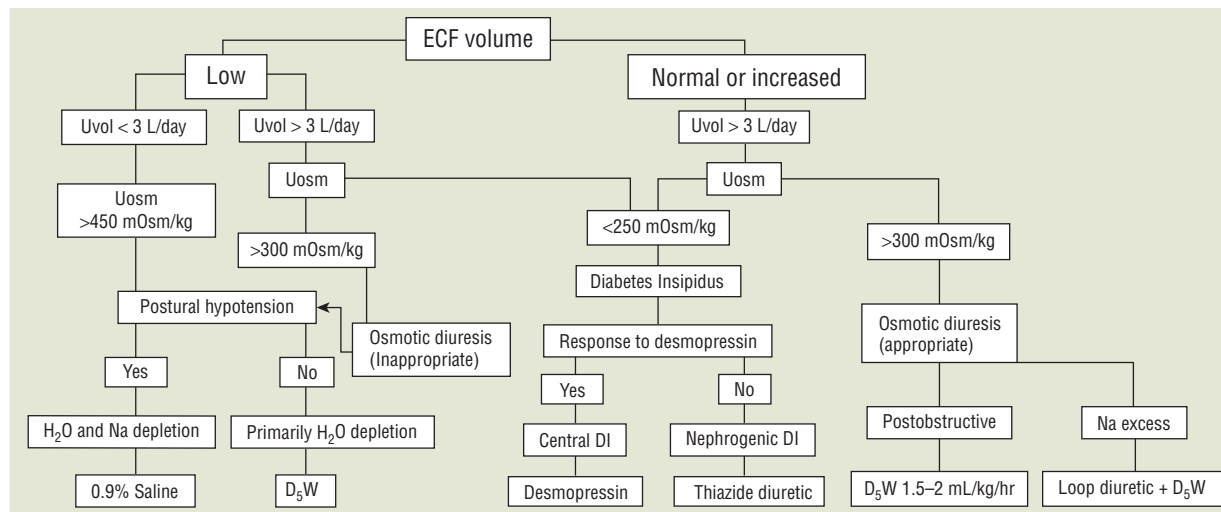 ECF volume
Low
Normal or increased
Uvol < 3 L/day
Uvol > 3 L/day
Uvol > 3 L/day
Uosm
>450 mOsm/kg
Uosm
Uosm
>300 mOsm/kg
<250 mOsm/kg
>300 mOsm/kg
Diabetes Insipidus
Postural hypotension
Osmotic diuresis
(Inappropriate)
Response to desmopressin
Osmotic diuresis
(appropriate)
Yes
No
Yes
No
H₂O and Na depletion
Primarily H₂O depletion
Central DI
Nephrogenic DI
Postobstructive
Na excess
0.9% Saline
D₅W
Desmopressin
Thiazide diuretic
D₅W 1.5–2 mL/kg/hr
Loop diuretic + D₅W